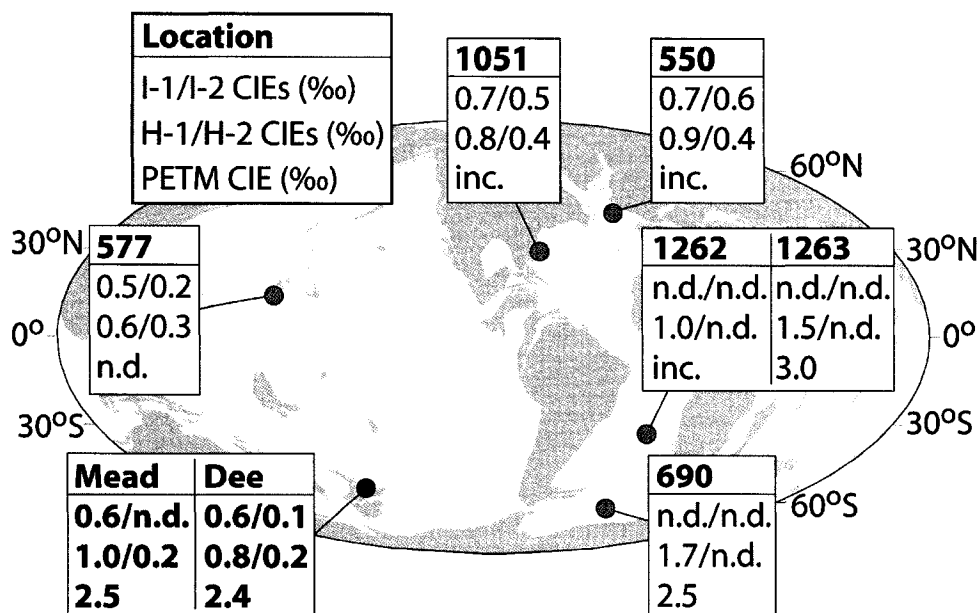 Location
I-1/I-2 CIEs (‰)
H-1/H-2 CIEs (‰)
PETM CIE (‰)
1051
0.7/0.5
0.8/0.4
inc.
550
0.7/0.6
0.9/0.4
inc.
60°N
30°N
577
0.5/0.2
0.6/0.3
n.d.
1262 1263
n.d./n.d. n.d./n.d.
1.0/n.d. 1.5/n.d.
inc. 3.0
30°N
0°
0°
30°S
30°S
Mead Dee
0.6/n.d. 0.6/0.1
1.0/0.2 0.8/0.2
2.5 2.4
690
n.d./n.d.
1.7/n.d.
2.5
60°S